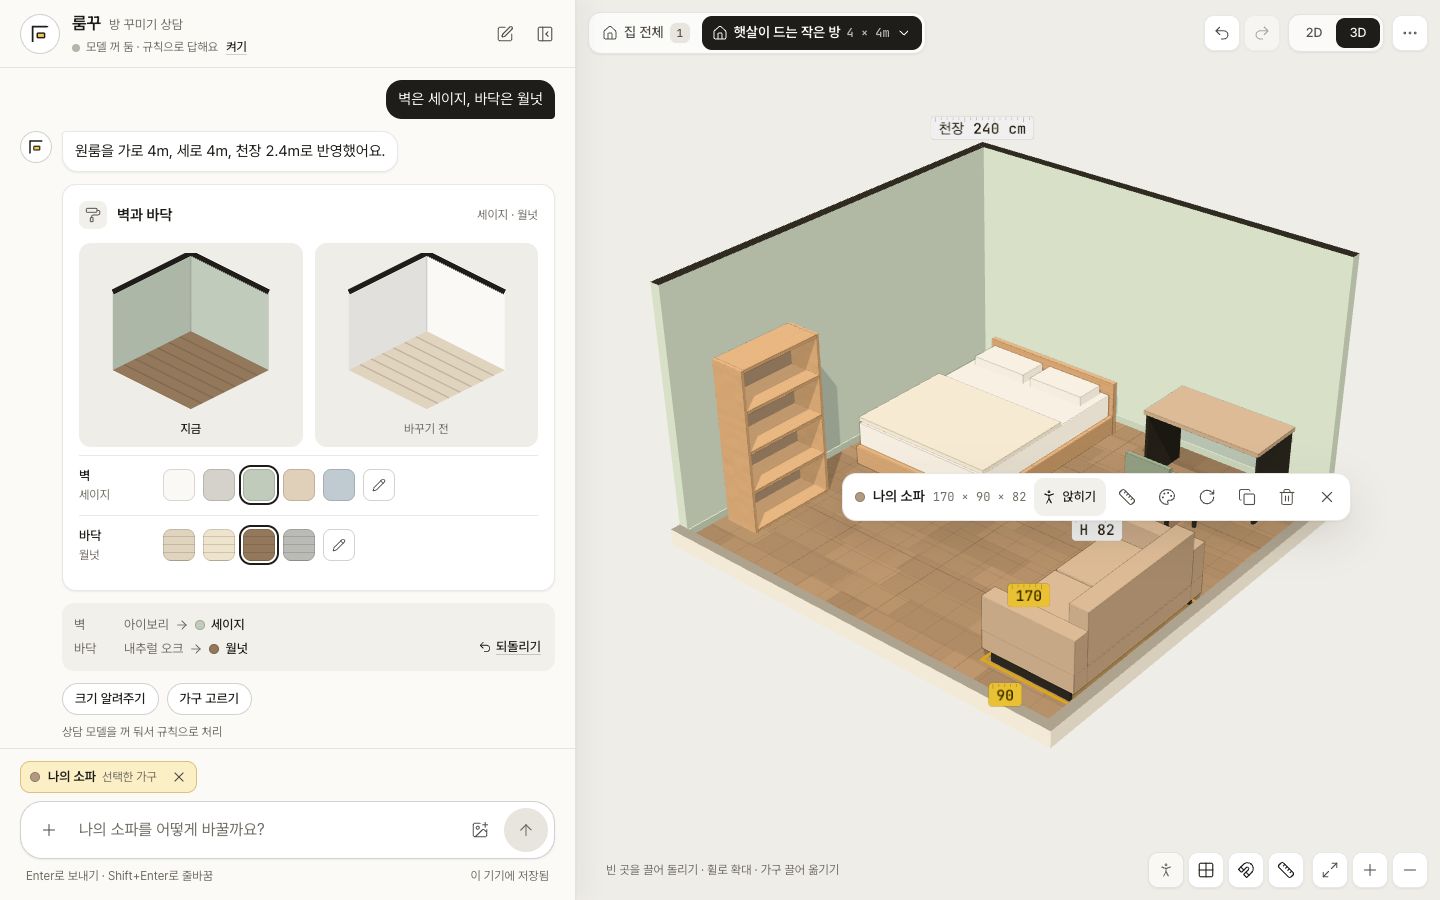 룸꾸 방 꾸미기 상담
모델 꺼 둠 · 규칙으로 답해요 켜기
벽은 세이지, 바닥은 월넛
원룸을 가로 4m, 세로 4m, 천장 2.4m로 반영했어요.
벽과 바닥
세이지 · 월넛
지금
바꾸기 전
벽
세이지
바닥
월넛
벽 아이보리 → 세이지
바닥 내추럴 오크 → 월넛
되돌리기
크기 알려주기
가구 고르기
상담 모델을 꺼 둬서 규칙으로 처리
나의 소파 선택한 가구
나의 소파를 어떻게 바꿀까요?
Enter로 보내기 · Shift+Enter로 줄바꿈
이 기기에 저장됨
집 전체 1
햇살이 드는 작은 방 4 × 4m
2D
3D
천장 240 cm
나의 소파 170 × 90 × 82
앉히기
H 82
170
90
빈 곳을 끌어 돌리기 · 휠로 확대 · 가구 끌어 옮기기